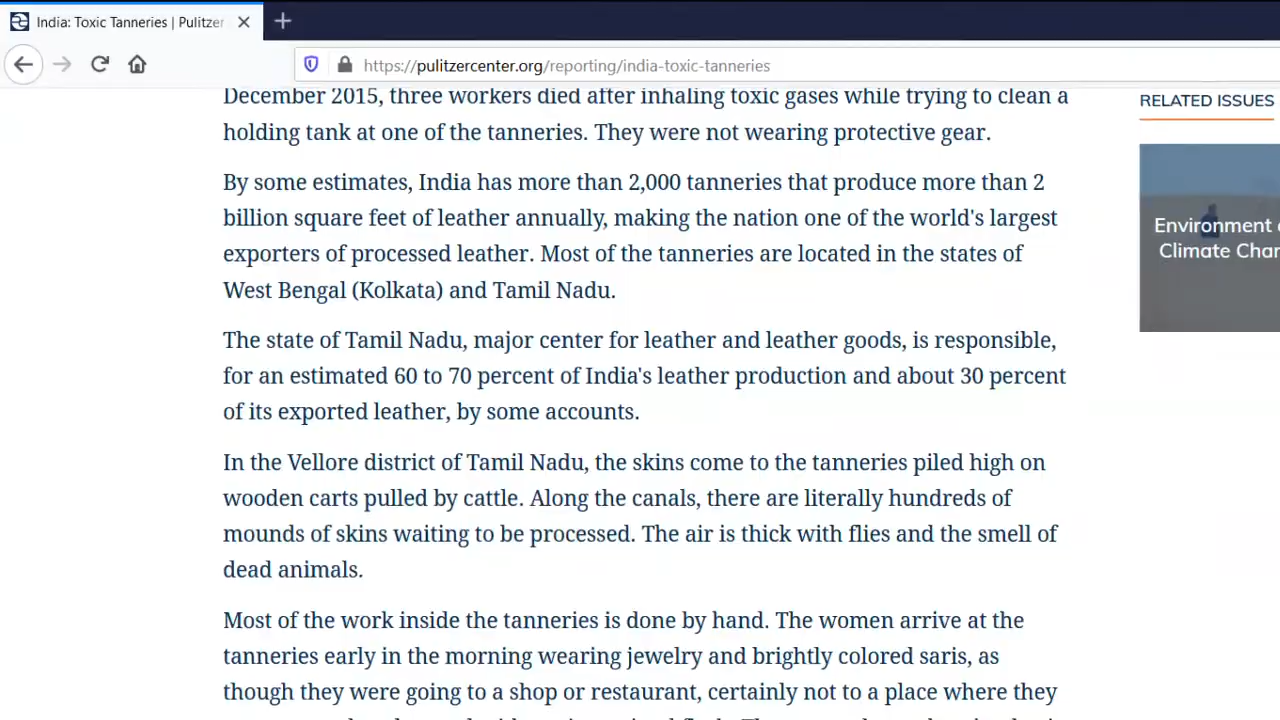 India: Toxic Tanneries | Pulitzer
https://pulitzercenter.org/reporting/india-toxic-tanneries
December 2015, three workers died after inhaling toxic gases while trying to clean a
holding tank at one of the tanneries. They were not wearing protective gear.
By some estimates, India has more than 2,000 tanneries that produce more than 2
billion square feet of leather annually, making the nation one of the world's largest
exporters of processed leather. Most of the tanneries are located in the states of
West Bengal (Kolkata) and Tamil Nadu.
The state of Tamil Nadu, major center for leather and leather goods, is responsible,
for an estimated 60 to 70 percent of India's leather production and about 30 percent
of its exported leather, by some accounts.
In the Vellore district of Tamil Nadu, the skins come to the tanneries piled high on
wooden carts pulled by cattle. Along the canals, there are literally hundreds of
mounds of skins waiting to be processed. The air is thick with flies and the smell of
dead animals.
Most of the work inside the tanneries is done by hand. The women arrive at the
tanneries early in the morning wearing jewelry and brightly colored saris, as
though they were going to a shop or restaurant, certainly not to a place where they
RELATED ISSUES
Environment
Climate Chan